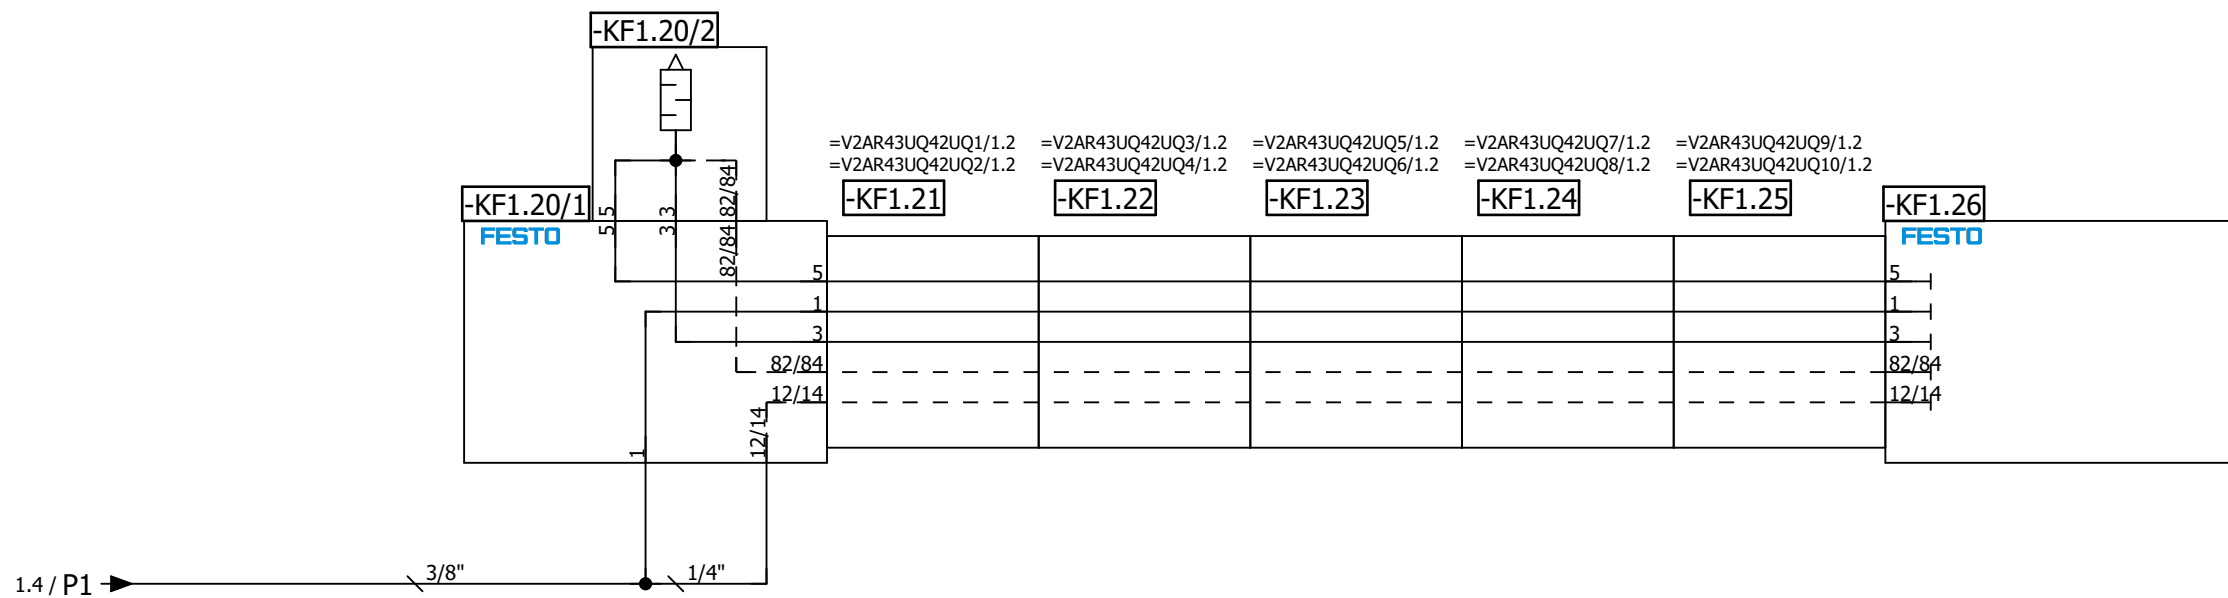 -KF1.20/2
=V2AR43UQ42UQ1/1.2 =V2AR43UQ42UQ3/1.2 =V2AR43UQ42UQ5/1.2 =V2AR43UQ42UQ7/1.2 =V2AR43UQ42UQ9/1.2
=V2AR43UQ42UQ2/1.2 =V2AR43UQ42UQ4/1.2 =V2AR43UQ42UQ6/1.2 =V2AR43UQ42UQ8/1.2 =V2AR43UQ42UQ10/1.2
-KF1.20/1 -KF1.21 -KF1.22 -KF1.23 -KF1.24 -KF1.25 -KF1.26
5 3 82/84
FESTO 5 3 82/84 FESTO
5 5
1 1
3 3
82/84 82/84
12/14 12/14
1 12/14
3/8" 1/4"
1.4 / P1